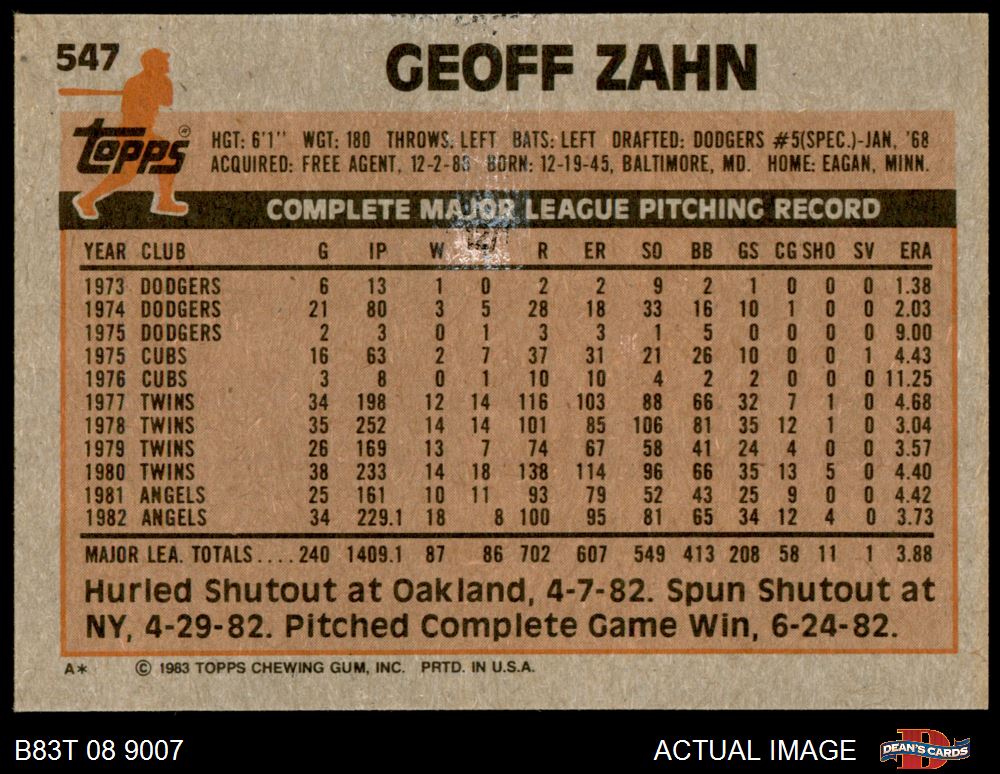 547
GEOFF ZAHN
Topps ®
HGT: 6'1" WGT: 180 THROWS: LEFT BATS: LEFT DRAFTED: DODGERS #5(SPEC.)-JAN, '68
ACQUIRED: FREE AGENT, 12-2-80 BORN: 12-19-45, BALTIMORE, MD. HOME: EAGAN, MINN.
COMPLETE MAJOR LEAGUE PITCHING RECORD
YEAR CLUB G IP W R ER SO BB GS CG SHO SV ERA
1973 DODGERS 6 13 1 0 2 2 9 2 1 0 0 0 1.38
1974 DODGERS 21 80 3 5 28 18 33 16 10 1 0 0 2.03
1975 DODGERS 2 3 0 1 3 3 1 5 0 0 0 0 9.00
1975 CUBS 16 63 2 7 37 31 21 26 10 0 0 1 4.43
1976 CUBS 3 8 0 1 10 10 4 2 2 0 0 0 11.25
1977 TWINS 34 198 12 14 116 103 88 66 32 7 1 0 4.68
1978 TWINS 35 252 14 14 101 85 106 81 35 12 1 0 3.04
1979 TWINS 26 169 13 7 74 67 58 41 24 4 0 0 3.57
1980 TWINS 38 233 14 18 138 114 96 66 35 13 5 0 4.40
1981 ANGELS 25 161 10 11 93 79 52 43 25 9 0 0 4.42
1982 ANGELS 34 229.1 18 8 100 95 81 65 34 12 4 0 3.73
MAJOR LEA. TOTALS....240 1409.1 87 86 702 607 549 413 208 58 11 1 3.88
Hurled Shutout at Oakland, 4-7-82. Spun Shutout at
NY, 4-29-82. Pitched Complete Game Win, 6-24-82.
A* © 1983 TOPPS CHEWING GUM, INC. PRTD. IN U.S.A.
B83T 08 9007 ACTUAL IMAGE DEAN'S CARDS